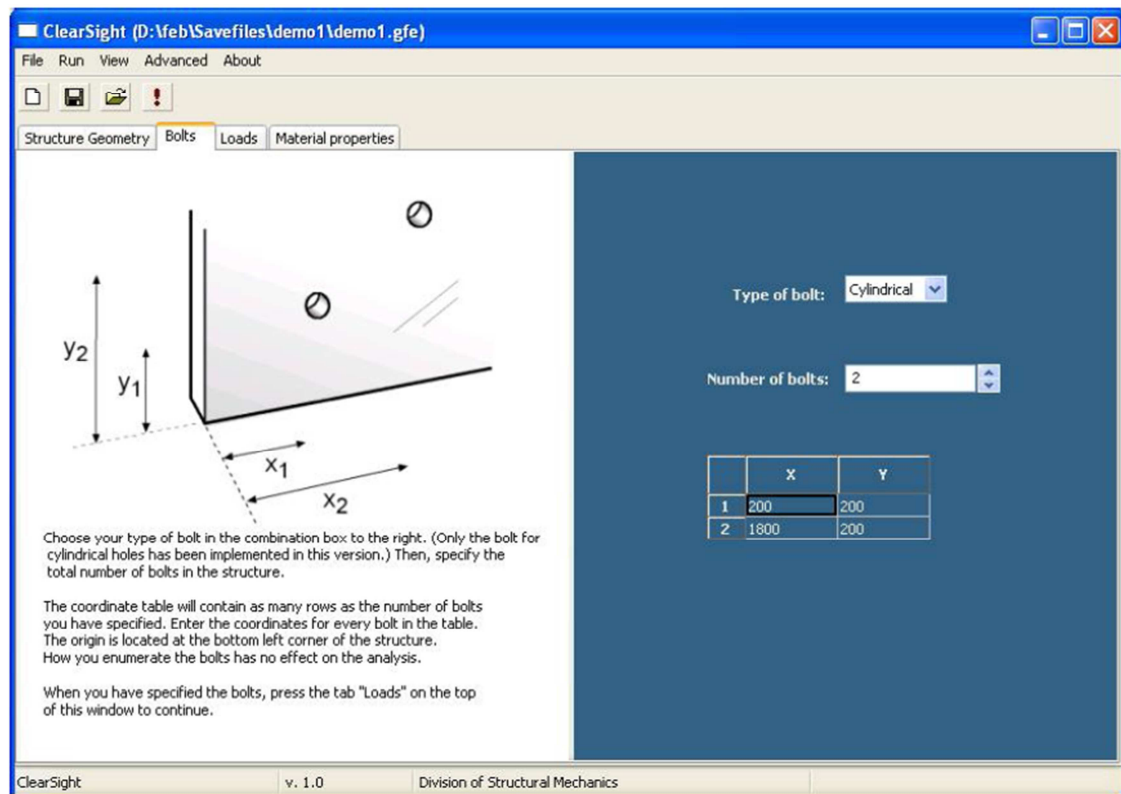 ClearSight (D:\feb\Savefiles\demo1\demo1.gfe)
File Run View Advanced About
Structure Geometry Bolts Loads Material properties
y2
y1
x1
x2
Choose your type of bolt in the combination box to the right. (Only the bolt for
cylindrical holes has been implemented in this version.) Then, specify the
total number of bolts in the structure.
The coordinate table will contain as many rows as the number of bolts
you have specified. Enter the coordinates for every bolt in the table.
The origin is located at the bottom left corner of the structure.
How you enumerate the bolts has no effect on the analysis.
When you have specified the bolts, press the tab "Loads" on the top
of this window to continue.
Type of bolt: Cylindrical
Number of bolts: 2
X Y
1 200 200
2 1800 200
ClearSight v. 1.0 Division of Structural Mechanics